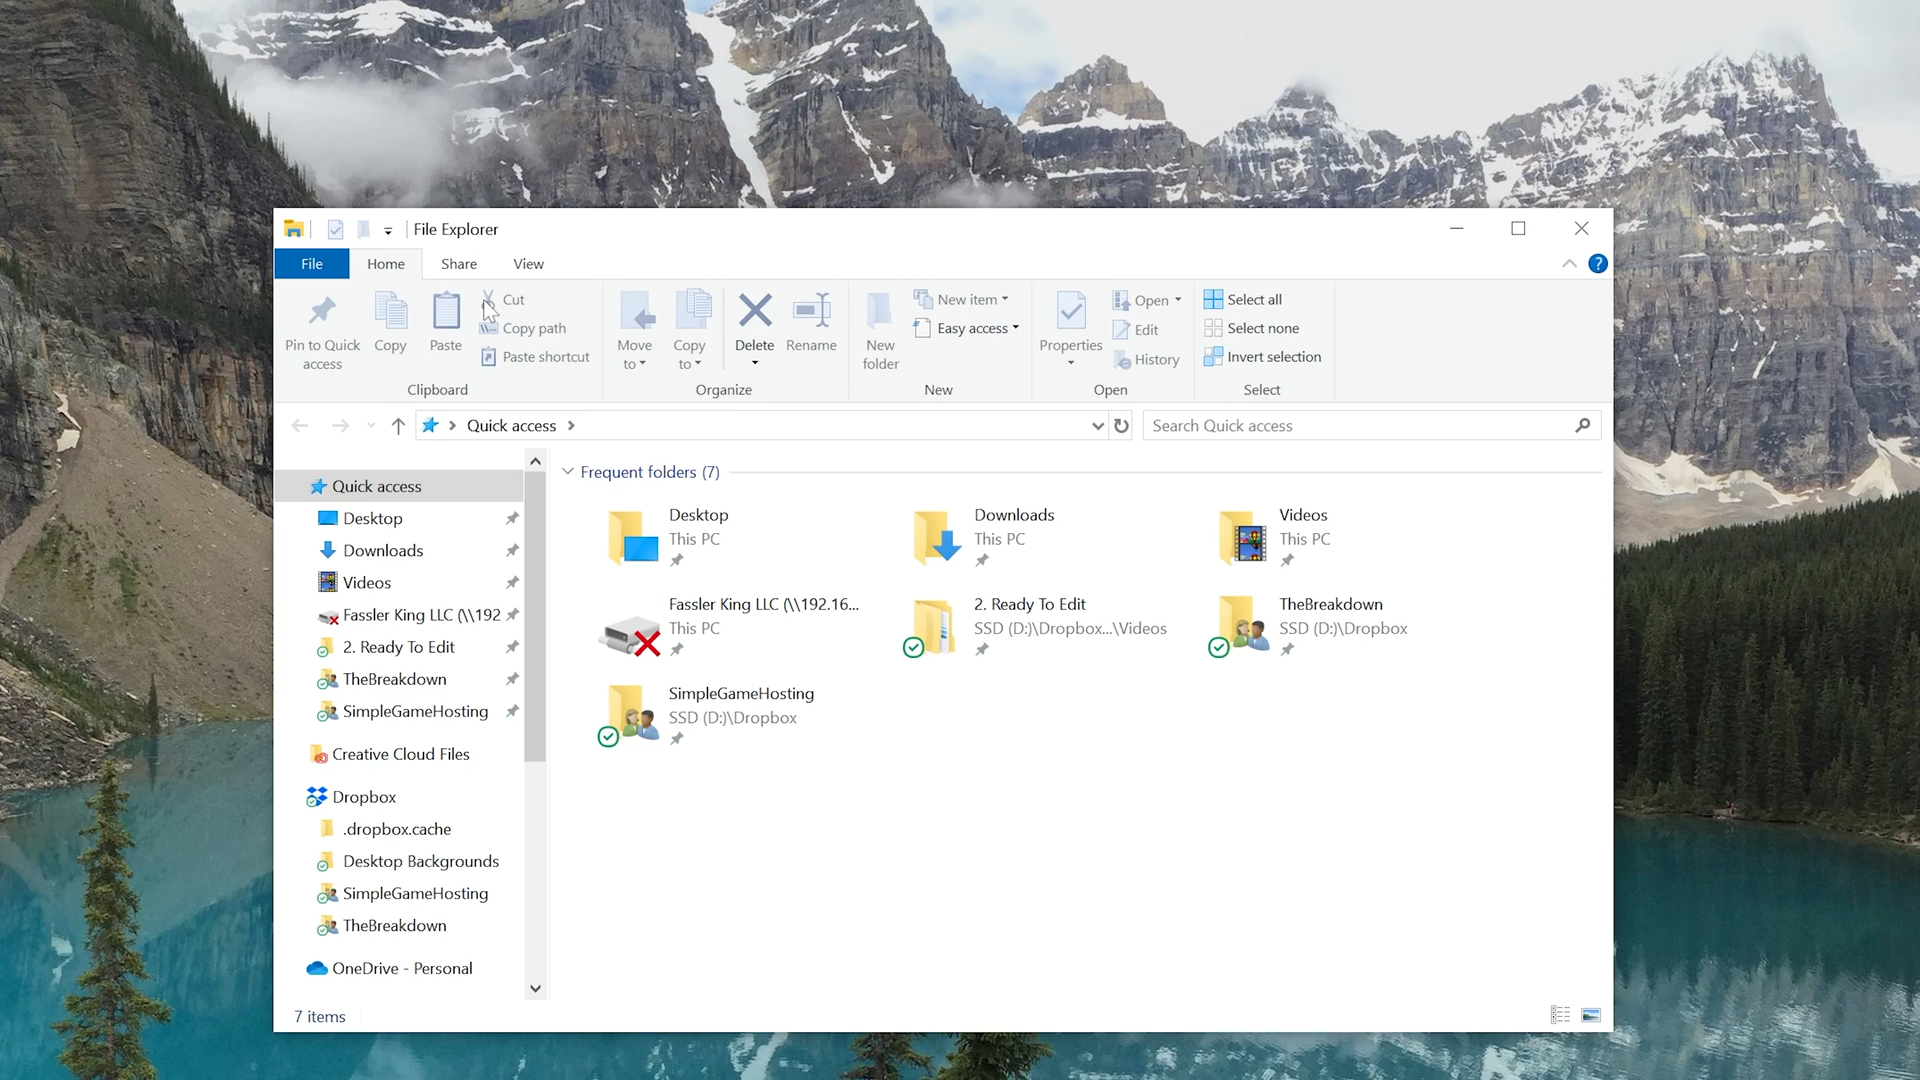 File Explorer
File Home Share View
?
Pin to Quick access
Copy
Paste
Cut
Copy path
Paste shortcut
Clipboard
Move to
Copy to
Delete
Rename
Organize
New folder
New item
Easy access
New
Properties
Open
Edit
History
Open
Select all
Select none
Invert selection
Select
Quick access
Search Quick access
Quick access
Desktop
Downloads
Videos
Fassler King LLC (\\192
2. Ready To Edit
TheBreakdown
SimpleGameHosting
Creative Cloud Files
Dropbox
.dropbox.cache
Desktop Backgrounds
SimpleGameHosting
TheBreakdown
OneDrive - Personal
Frequent folders (7)
Desktop
This PC
Downloads
This PC
Videos
This PC
Fassler King LLC (\\192.16...
This PC
2. Ready To Edit
SSD (D:)\Dropbox...\Videos
TheBreakdown
SSD (D:)\Dropbox
SimpleGameHosting
SSD (D:)\Dropbox
7 items